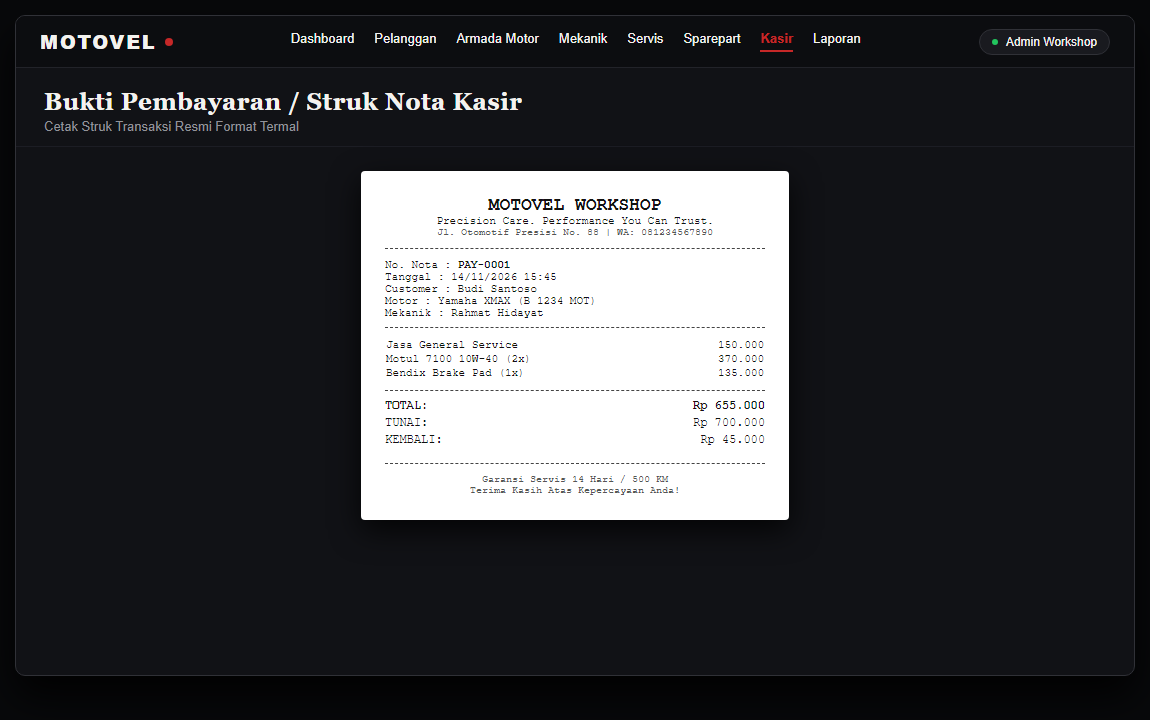 MOTOVEL
Dashboard Pelanggan Armada Motor Mekanik Servis Sparepart Kasir Laporan
Admin Workshop
Bukti Pembayaran / Struk Nota Kasir
Cetak Struk Transaksi Resmi Format Termal
MOTOVEL WORKSHOP
Precision Care. Performance You Can Trust.
Jl. Otomotif Presisi No. 88 | WA: 081234567890
No. Nota : PAY-0001
Tanggal : 14/11/2026 15:45
Customer : Budi Santoso
Motor : Yamaha XMAX (B 1234 MOT)
Mekanik : Rahmat Hidayat
Jasa General Service 150.000
Motul 7100 10W-40 (2x) 370.000
Bendix Brake Pad (1x) 135.000
TOTAL: Rp 655.000
TUNAI: Rp 700.000
KEMBALI: Rp 45.000
Garansi Servis 14 Hari / 500 KM
Terima Kasih Atas Kepercayaan Anda!